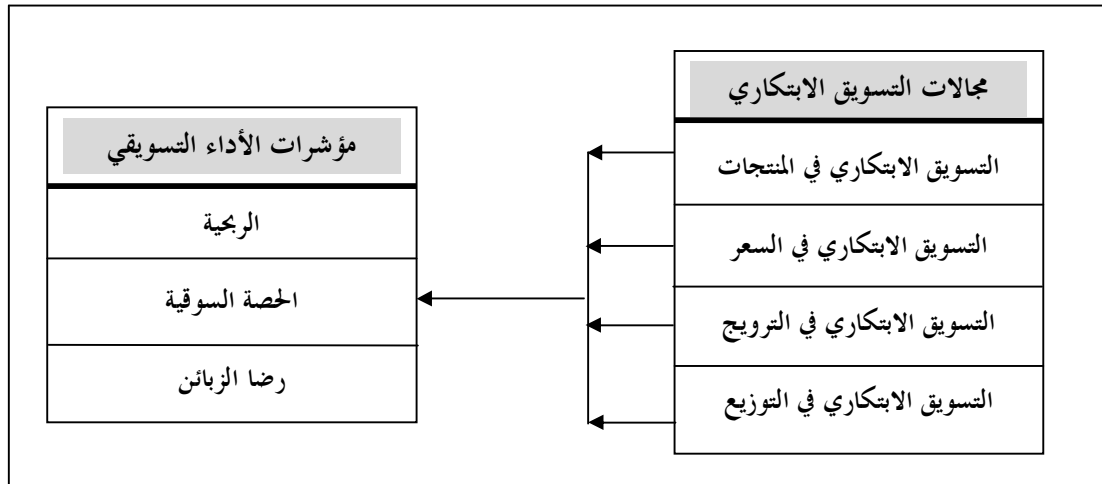 مجالات التسويق الابتكاري
التسويق الابتكاري في المنتجات
التسويق الابتكاري في السعر
التسويق الابتكاري في الترويج
التسويق الابتكاري في التوزيع
مؤشرات الأداء التسويقي
الربحية
الحصة السوقية
رضا الزبائن